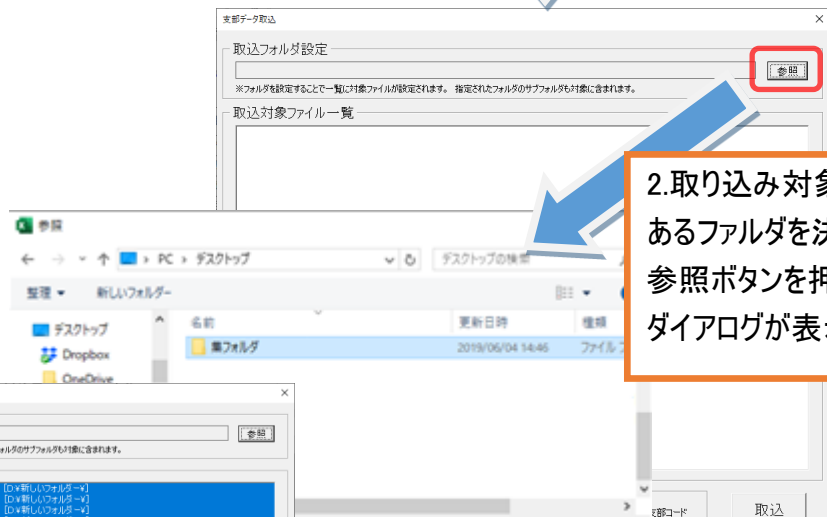 支部データ取込
取込フォルダ設定
参照
※フォルダを設定することで一覧に対象ファイルが設定されます。 指定されたフォルダのサブフォルダも対象に含まれます。
取込対象ファイル一覧
2.取り込み対象
あるファルダを決
参照ボタンを押
ダイアログが表示
参照
PC › デスクトップ
デスクトップの検索
整理 新しいフォルダー
名前 更新日時 種類
デスクトップ
Dropbox
OneDrive
集フォルダ 2019/06/04 14:46 ファイル フ
参照
ォルダのサブフォルダも対象に含まれます。
[D:¥新しいフォルダー¥]
[D:¥新しいフォルダー¥]
[D:¥新しいフォルダー¥]
支部コード
取込